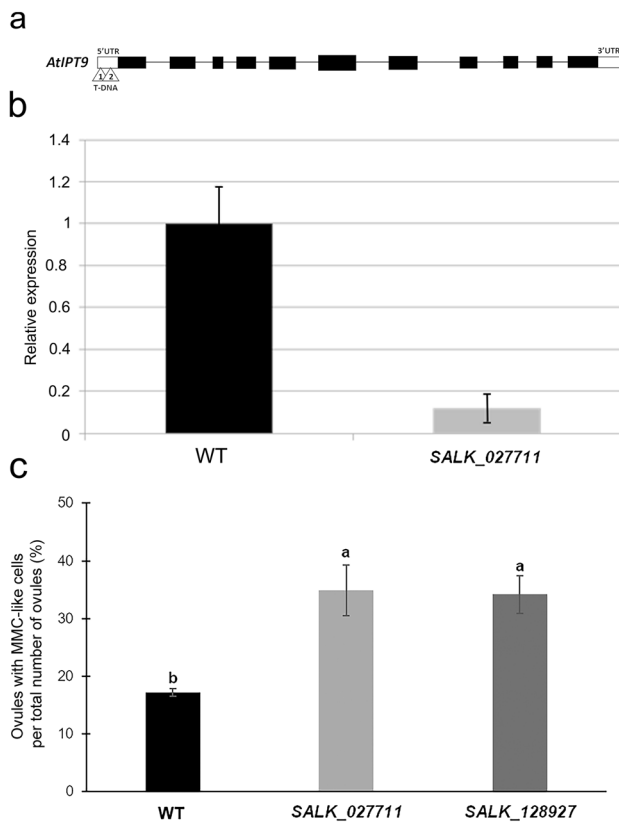 a
5'UTR
3'UTR
AtIPT9
1 2
T-DNA
b
Relative expression
1.4
1.2
1
0.8
0.6
0.4
0.2
0
WT
SALK_027711
c
Ovules with MMC-like cells
per total number of ovules (%)
50
40
30
20
10
0
b
a
a
WT
SALK_027711
SALK_128927